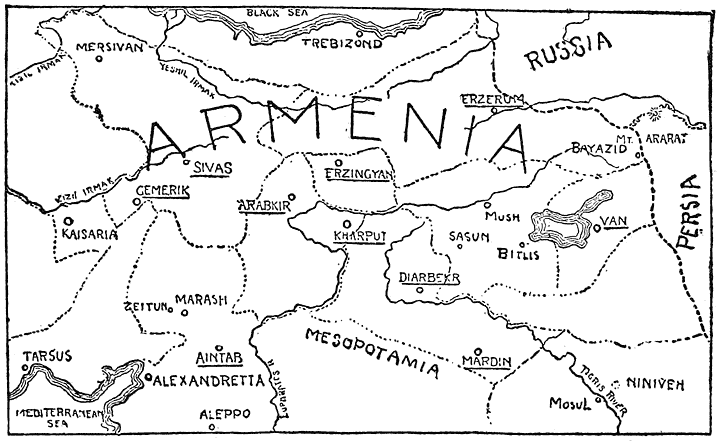 BLACK SEA
TREBIZOND
RUSSIA
MERSIVAN
KIZIL IRMAK
YESHIL IRMAK
ARMENIA
ERZERUM
MT. ARARAT
BAYAZID
SIVAS
ERZINGYAN
KIZIL IRMAK
GEMERIK
ARABKIR
PERSIA
MUSH
VAN
KAISARIA
KHARPUT
SASUN
BITLIS
DIARBEKR
ZEITUN
MARASH
MESOPOTAMIA
TARSUS
AINTAB
MARDIN
ALEXANDRETTA
EUPHRATES R.
TIGRIS RIVER
NINIVEH
MOSUL
MEDITERRANEAN
SEA
ALEPPO